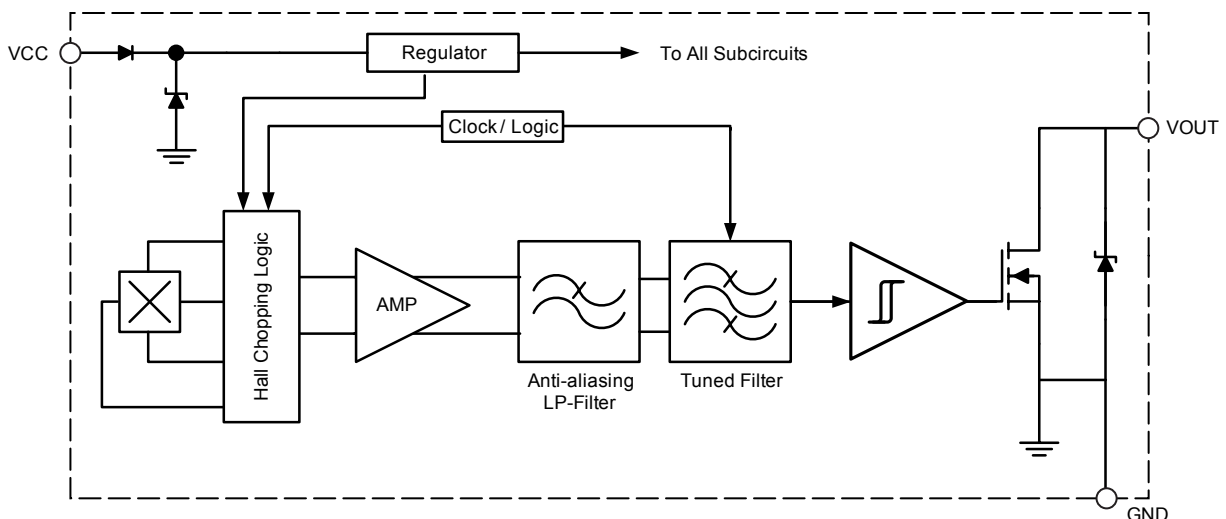 VCC
Regulator
To All Subcircuits
Clock / Logic
VOUT
Hall Chopping Logic
AMP
Anti-aliasing
LP-Filter
Tuned Filter
GND